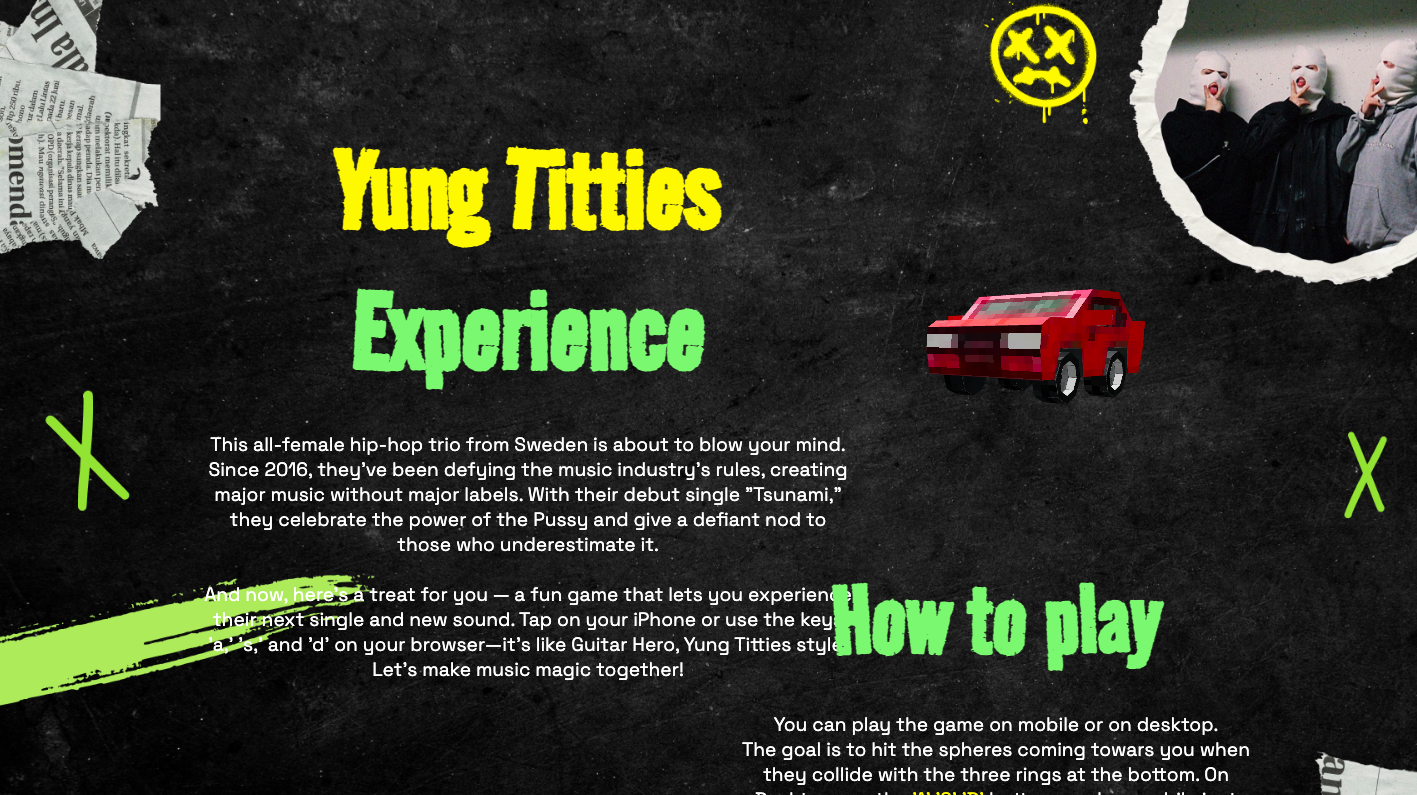 Yung Titties
Experience
This all-female hip-hop trio from Sweden is about to blow your mind.
Since 2016, they've been defying the music industry's rules, creating
major music without major labels. With their debut single "Tsunami,"
they celebrate the power of the Pussy and give a defiant nod to
those who underestimate it.
And now, here's a treat for you — a fun game that lets you experience
their next single and new sound. Tap on your iPhone or use the keys
'a,' 's,' and 'd' on your browser—it's like Guitar Hero, Yung Titties style.
Let's make music magic together!
How to play
You can play the game on mobile or on desktop.
The goal is to hit the spheres coming towars you when
they collide with the three rings at the bottom. On